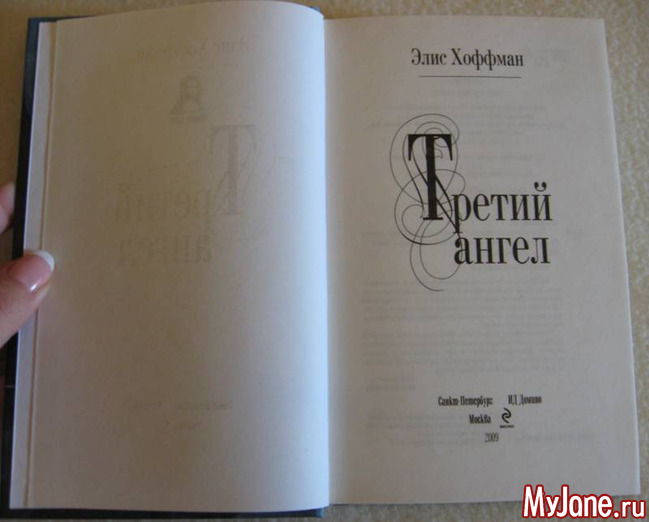 Элис Хоффман
Третий
ангел
Санкт-Петербург ИД Домино
Москва
2009
MyJane.ru